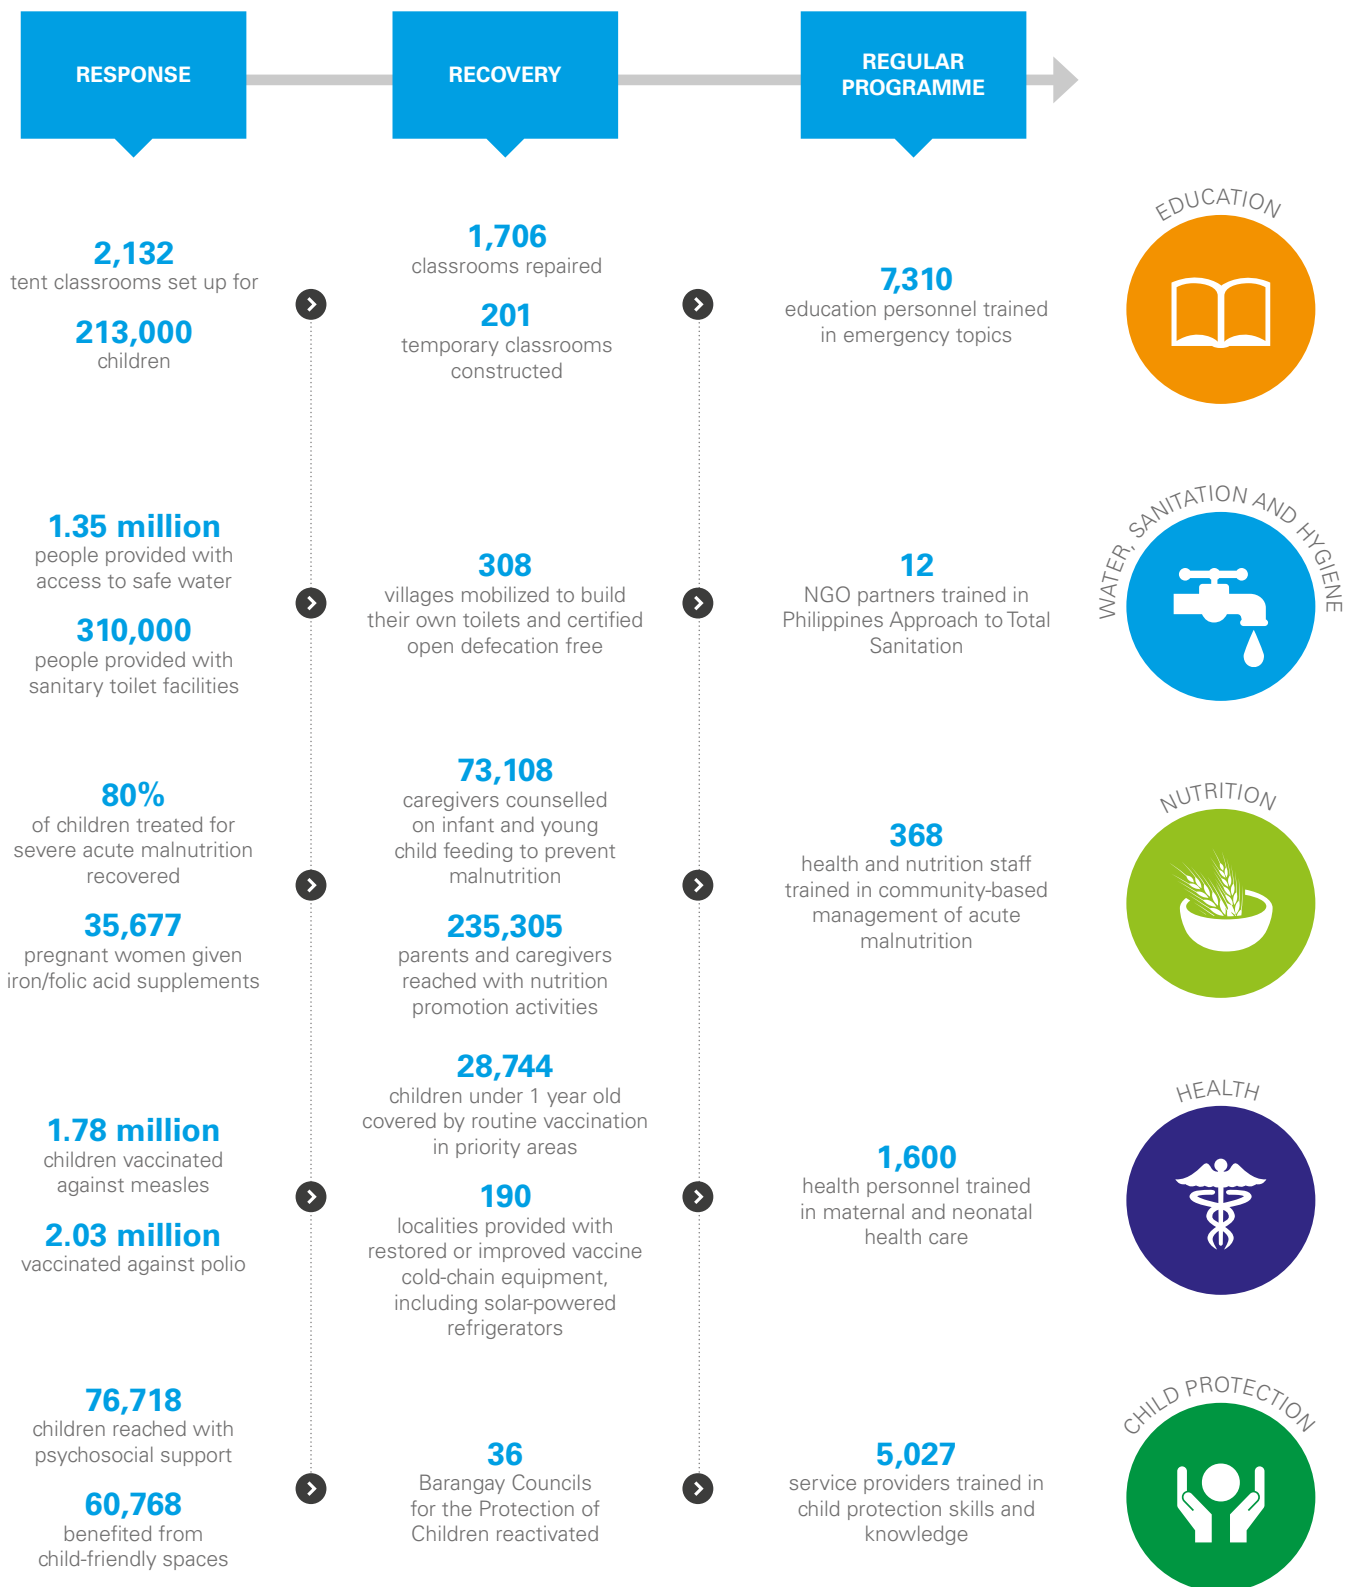 RESPONSE
RECOVERY
REGULAR
PROGRAMME
EDUCATION
2,132
tent classrooms set up for
213,000
children
1,706
classrooms repaired
201
temporary classrooms
constructed
7,310
education personnel trained
in emergency topics
WATER, SANITATION AND HYGIENE
1.35 million
people provided with
access to safe water
310,000
people provided with
sanitary toilet facilities
308
villages mobilized to build
their own toilets and certified
open defecation free
12
NGO partners trained in
Philippines Approach to Total
Sanitation
NUTRITION
80%
of children treated for
severe acute malnutrition
recovered
35,677
pregnant women given
iron/folic acid supplements
73,108
caregivers counselled
on infant and young
child feeding to prevent
malnutrition
235,305
parents and caregivers
reached with nutrition
promotion activities
368
health and nutrition staff
trained in community-based
management of acute
malnutrition
HEALTH
1.78 million
children vaccinated
against measles
2.03 million
vaccinated against polio
28,744
children under 1 year old
covered by routine vaccination
in priority areas
190
localities provided with
restored or improved vaccine
cold-chain equipment,
including solar-powered
refrigerators
1,600
health personnel trained
in maternal and neonatal
health care
CHILD PROTECTION
76,718
children reached with
psychosocial support
60,768
benefited from
child-friendly spaces
36
Barangay Councils
for the Protection of
Children reactivated
5,027
service providers trained in
child protection skills and
knowledge